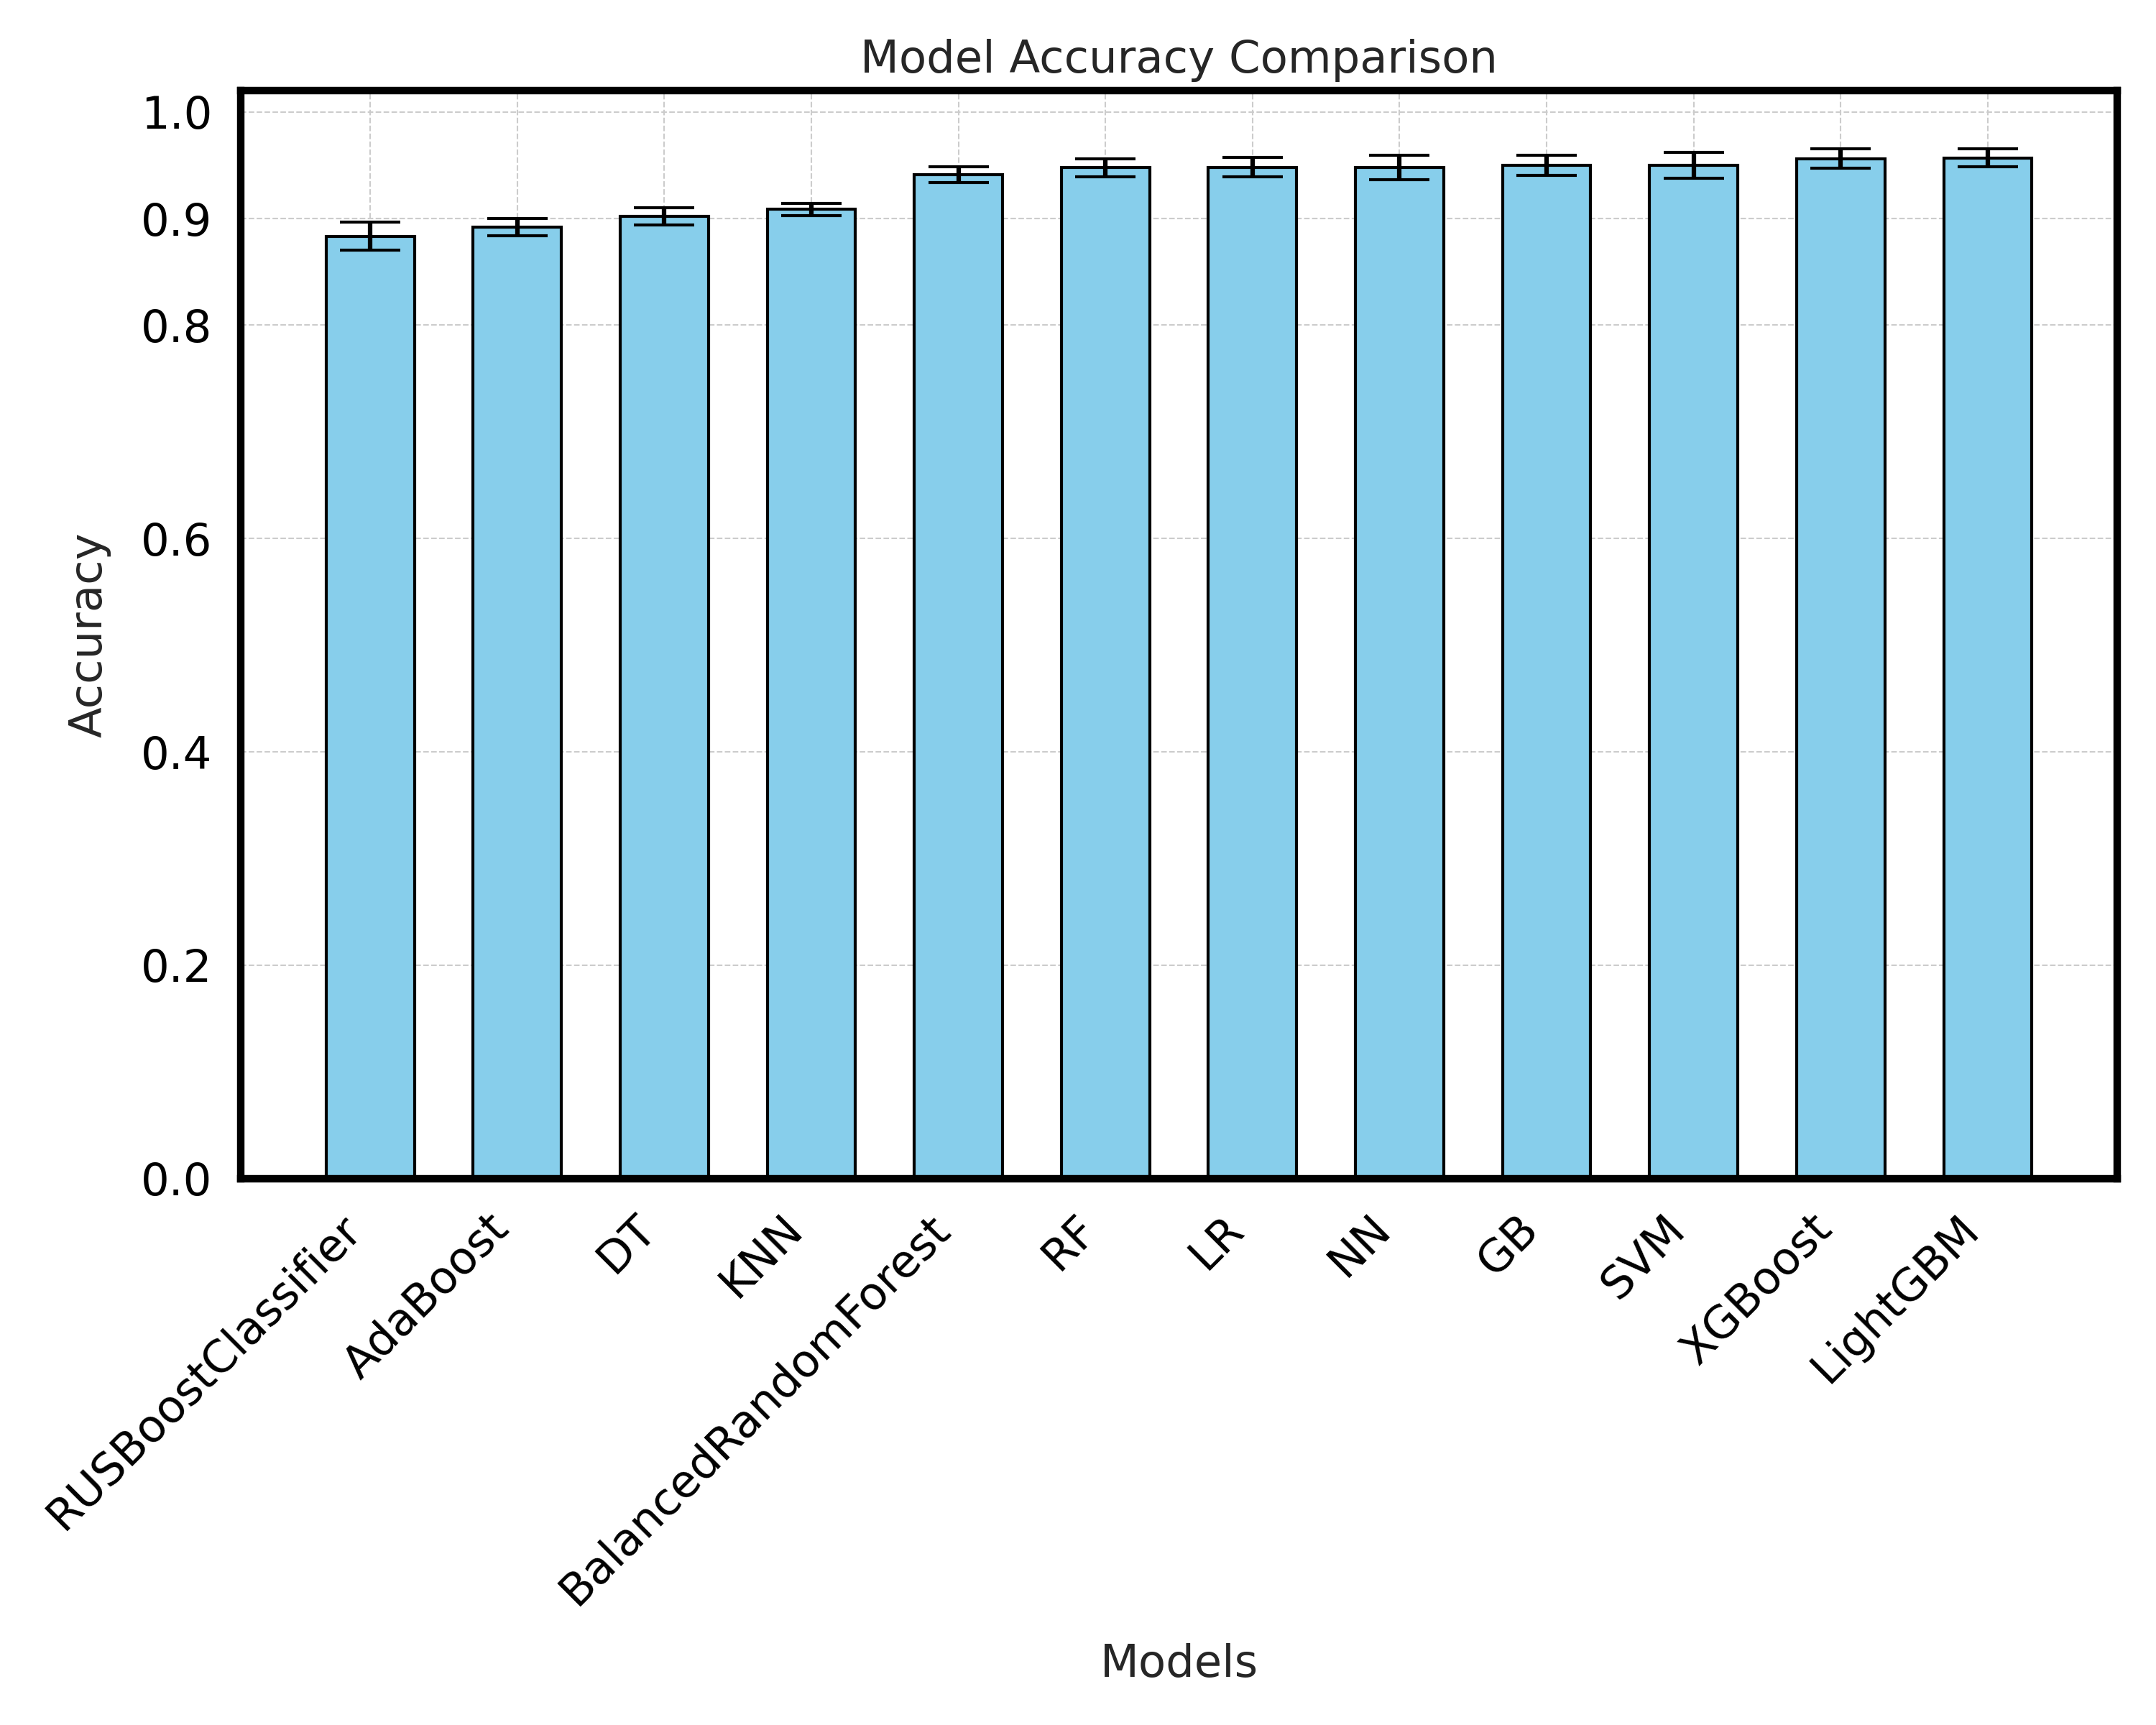 Model Accuracy Comparison
1.0
0.9
0.8
0.6
0.4
0.2
0.0
Accuracy
RUSBoostClassifier
AdaBoost
DT
KNN
BalancedRandomForest
RF
LR
NN
GB
SVM
XGBoost
LightGBM
Models